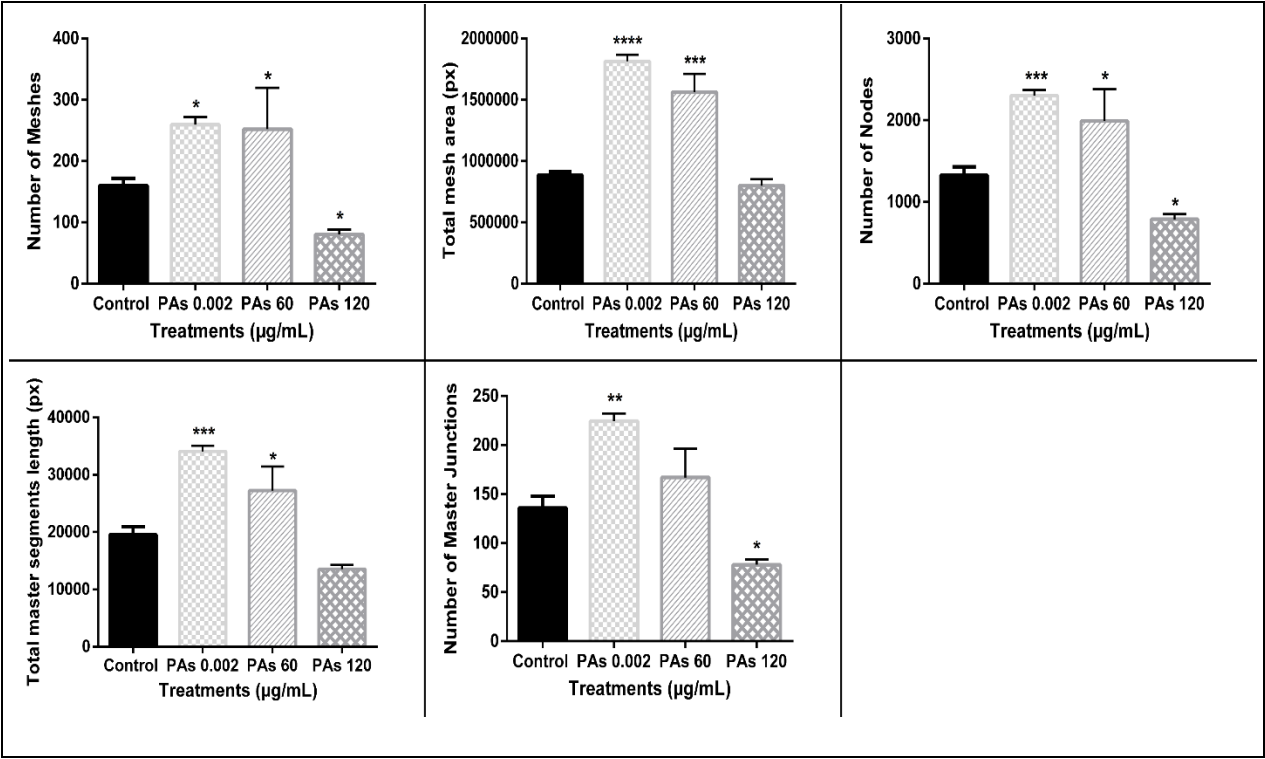 Number of Meshes
400
300
200
100
0
*
*
*
Control PAs 0.002 PAs 60 PAs 120
Treatments (µg/mL)
Total mesh area (px)
2000000
1500000
1000000
500000
0
****
***
Control PAs 0.002 PAs 60 PAs 120
Treatments (µg/mL)
Number of Nodes
3000
2000
1000
0
***
*
*
Control PAs 0.002 PAs 60 PAs 120
Treatments (µg/mL)
Total master segments length (px)
40000
30000
20000
10000
0
***
*
Control PAs 0.002 PAs 60 PAs 120
Treatments (µg/mL)
Number of Master Junctions
250
200
150
100
50
0
**
*
Control PAs 0.002 PAs 60 PAs 120
Treatments (µg/mL)